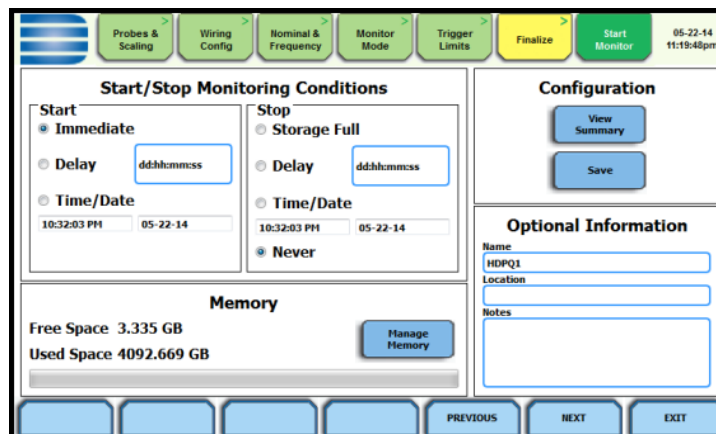 Probes & Scaling
Wiring Config
Nominal & Frequency
Monitor Mode
Trigger Limits
Finalize
Start Monitor
05-22-14
11:19:48pm
Start/Stop Monitoring Conditions
Start
Immediate
Delay
dd:hh:mm:ss
Time/Date
10:32:03 PM 05-22-14
Stop
Storage Full
Delay
dd:hh:mm:ss
Time/Date
10:32:03 PM 05-22-14
Never
Memory
Free Space 3.335 GB
Used Space 4092.669 GB
Manage
Memory
Configuration
View
Summary
Save
Optional Information
Name
HDPQ1
Location
Notes
PREVIOUS
NEXT
EXIT